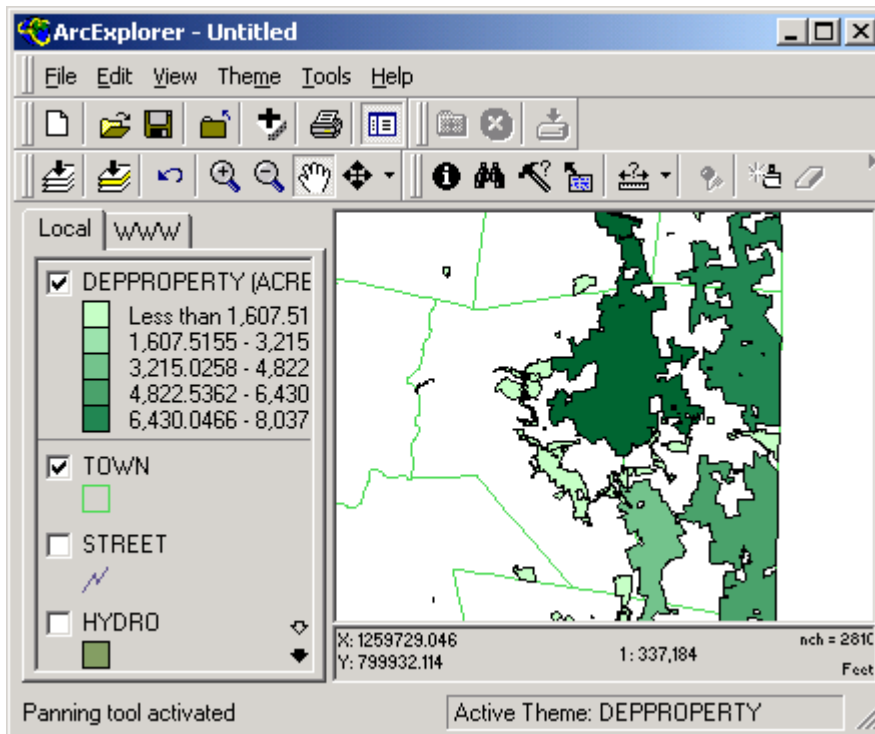 ArcExplorer - Untitled
File Edit View Theme Tools Help
Local WWW
DEPPROPERTY (ACRE
Less than 1,607.51
1,607.5155 - 3,215
3,215.0258 - 4,822
4,822.5362 - 6,430
6,430.0466 - 8,037
TOWN
STREET
HYDRO
X: 1259729.046
Y: 799932.114
1: 337,184
nch = 2810
Feet
Panning tool activated
Active Theme: DEPPROPERTY